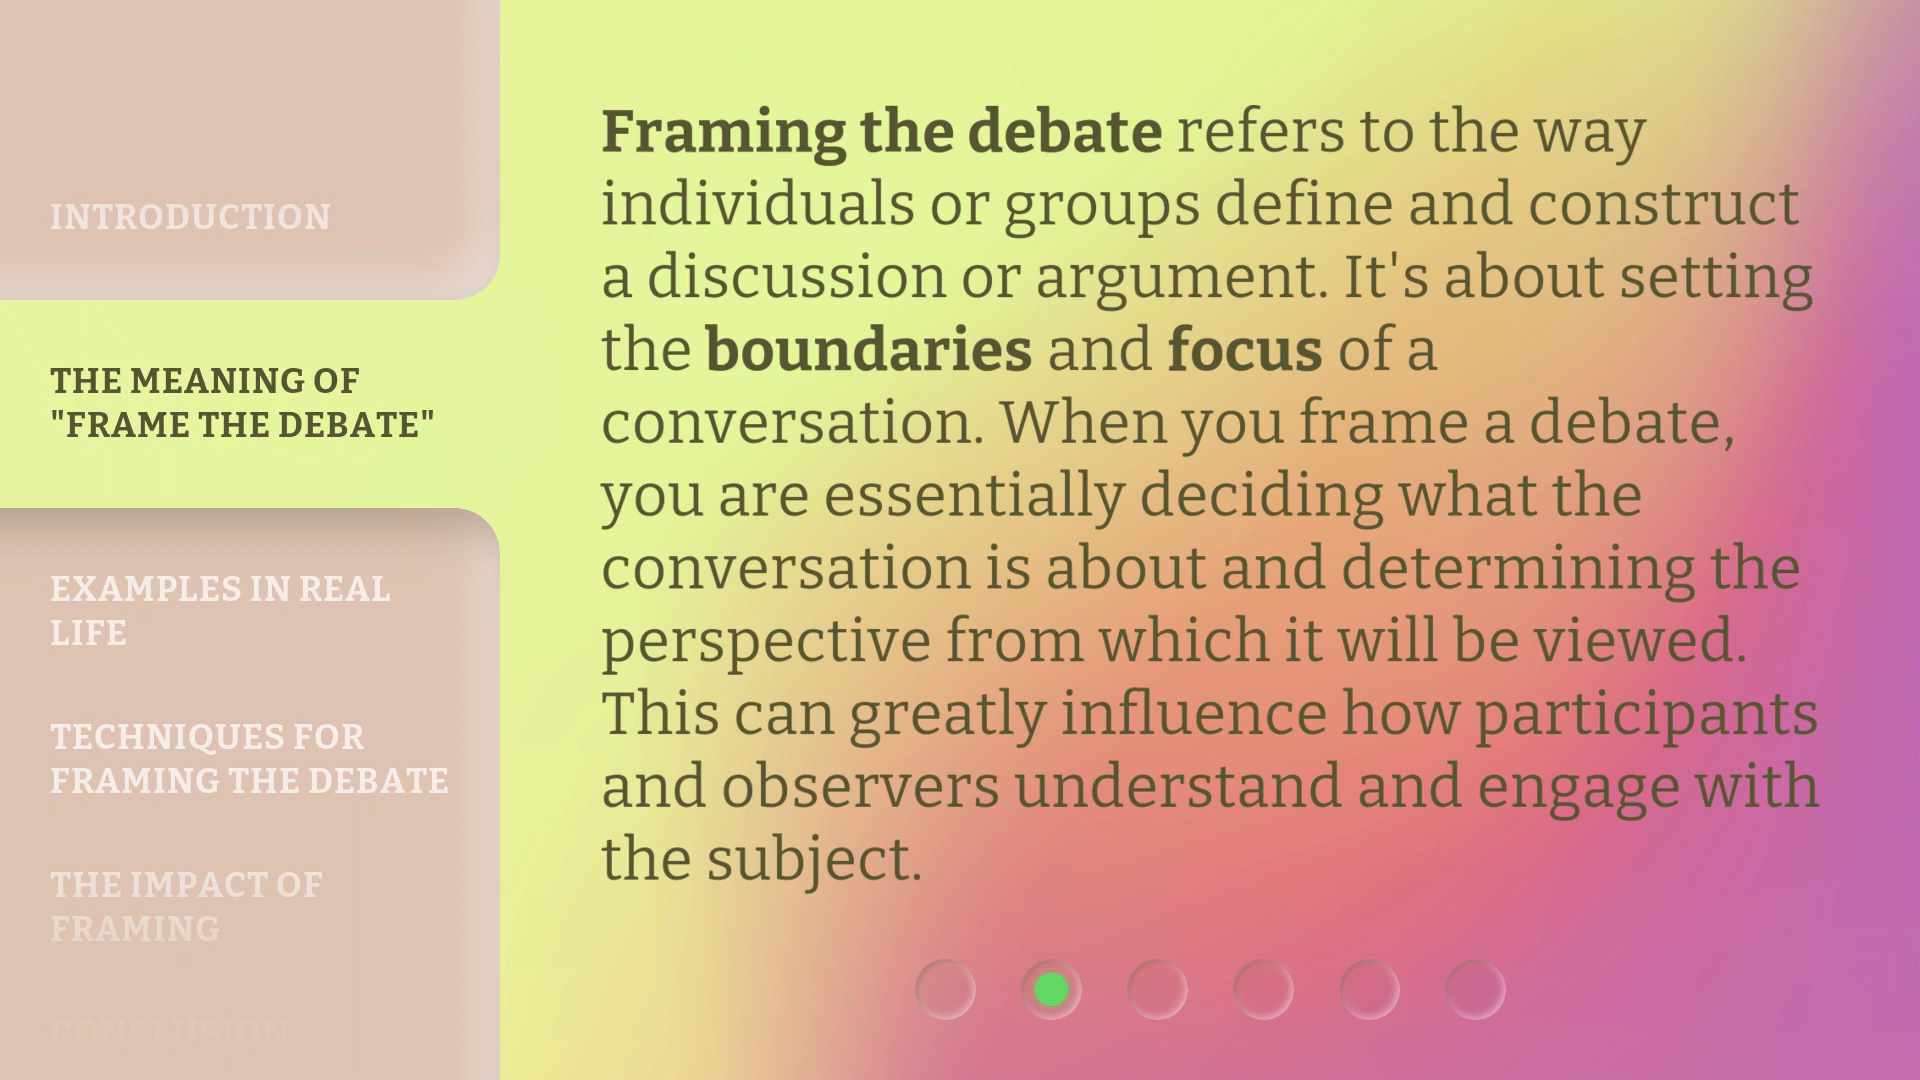 INTRODUCTION
THE MEANING OF
"FRAME THE DEBATE"
EXAMPLES IN REAL
LIFE
TECHNIQUES FOR
FRAMING THE DEBATE
THE IMPACT OF
FRAMING
CONCLUSION
Framing the debate refers to the way
individuals or groups define and construct
a discussion or argument. It's about setting
the boundaries and focus of a
conversation. When you frame a debate,
you are essentially deciding what the
conversation is about and determining the
perspective from which it will be viewed.
This can greatly influence how participants
and observers understand and engage with
the subject.